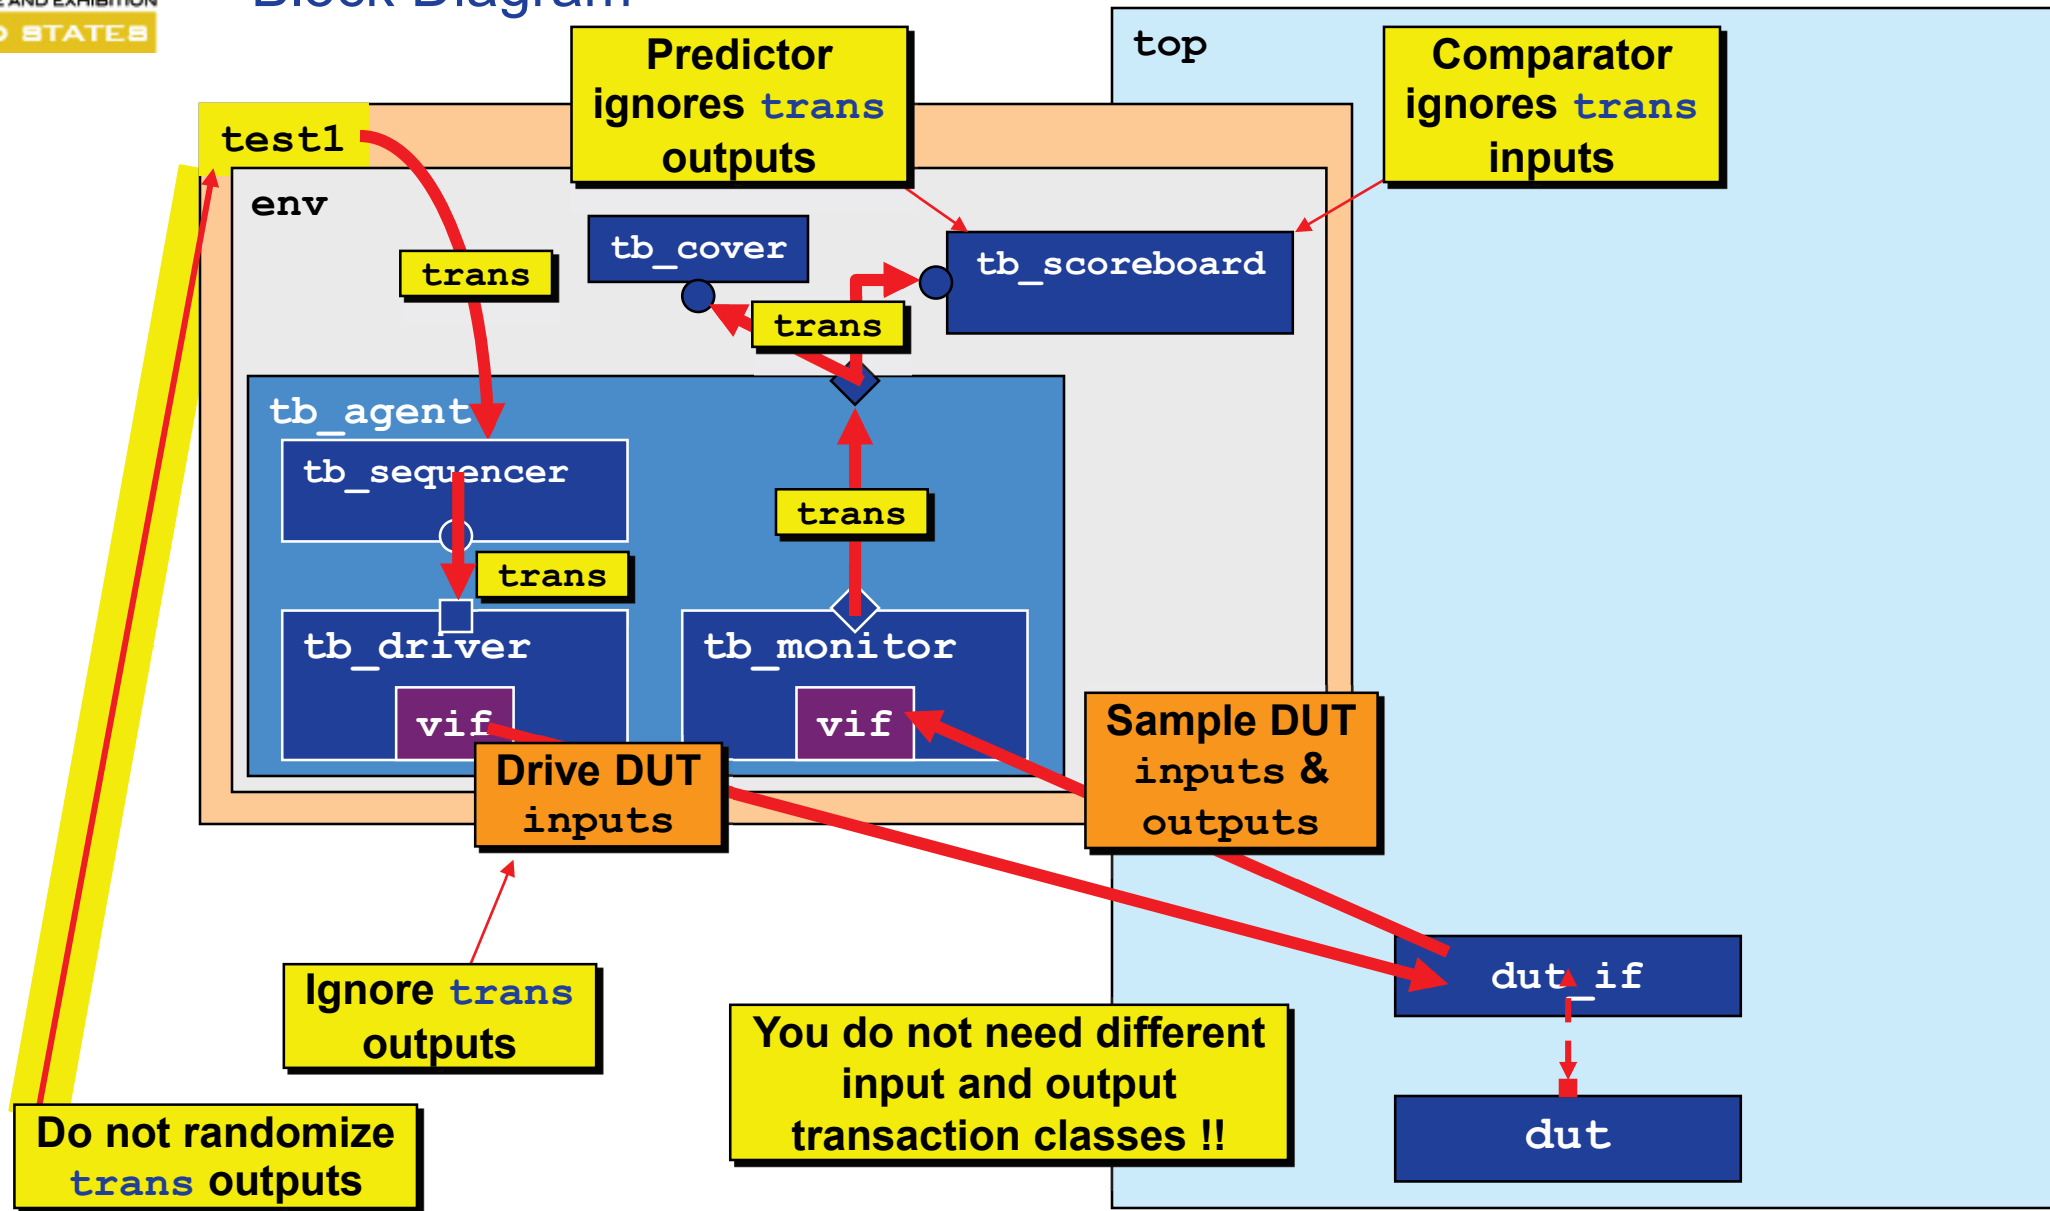 Block Diagram
AND EXHIBITION
STATES
top
Predictor
ignores trans
outputs
Comparator
ignores trans
inputs
test1
env
tb_cover
tb_scoreboard
trans
trans
tb_agent
tb_sequencer
trans
trans
tb_driver
tb_monitor
vif
vif
Drive DUT
inputs
Sample DUT
inputs &
outputs
Ignore trans
outputs
You do not need different
input and output
transaction classes !!
dut_if
dut
Do not randomize
trans outputs